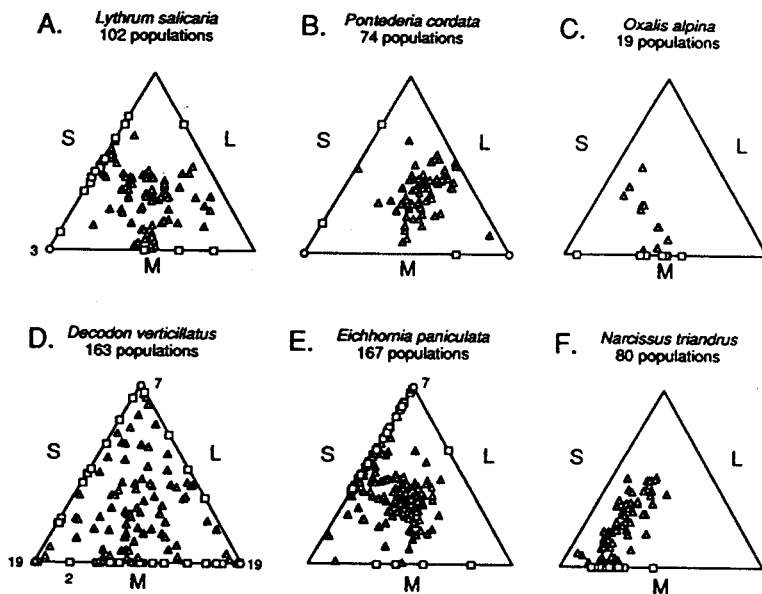 A. Lythrum salicaria
102 populations
S
L
3
M
B. Pontederia cordata
74 populations
S
L
M
C. Oxalis alpina
19 populations
S
L
M
D. Decodon verticillatus
163 populations
7
S
L
19
2
M
19
E. Eichhornia paniculata
167 populations
7
S
L
M
F. Narcissus triandrus
80 populations
S
L
M